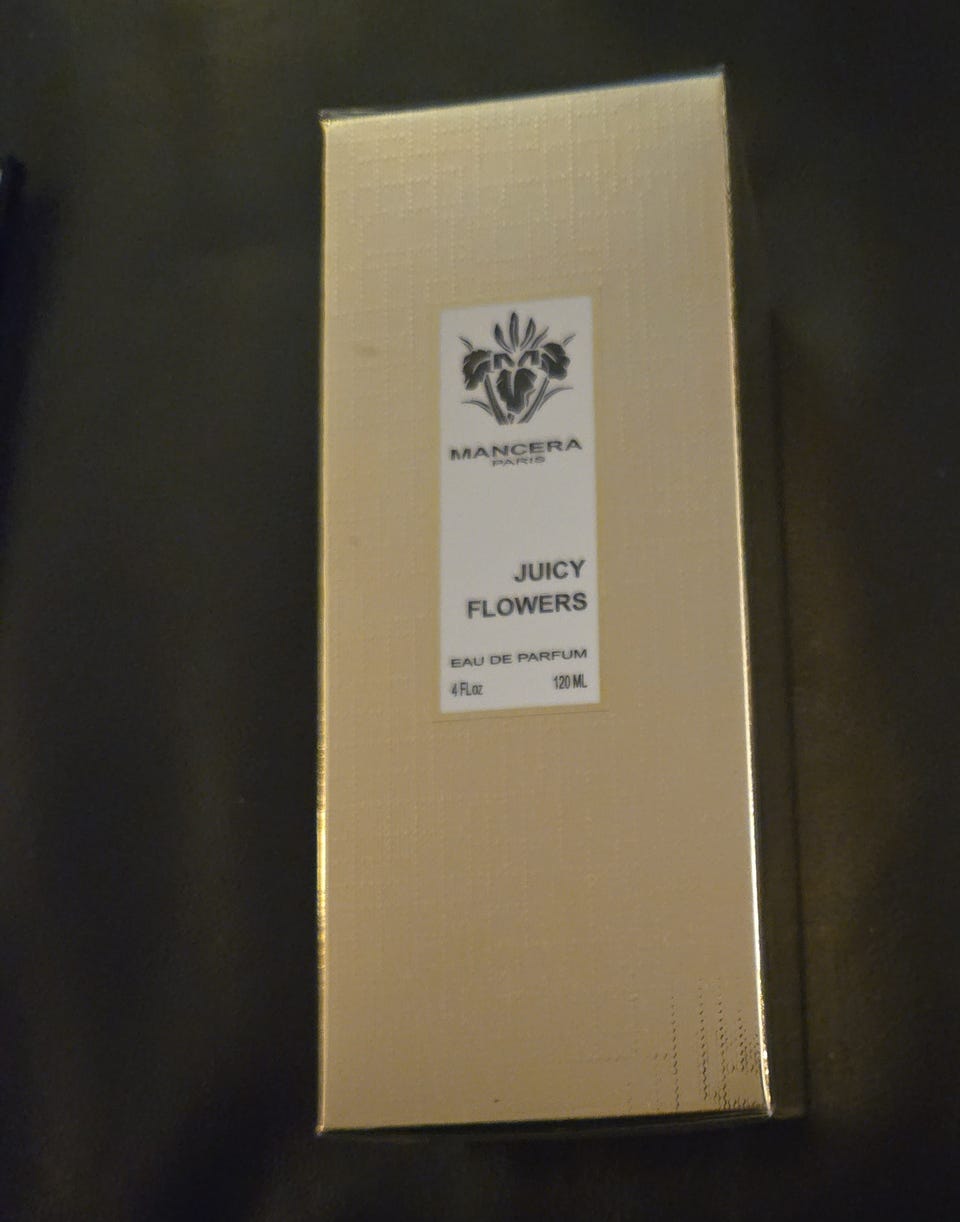 MANCERA
PARIS
JUICY
FLOWERS
EAU DE PARFUM
4 FLoz 120 ML